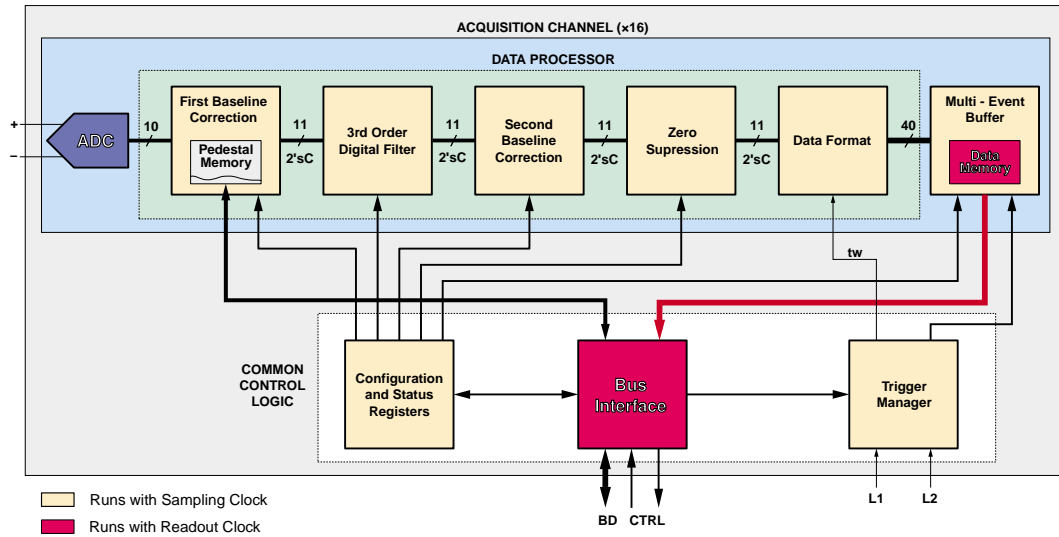 ACQUISITION CHANNEL (×16)
DATA PROCESSOR
+
−
ADC
10
First Baseline
Correction
Pedestal
Memory
11
2'sC
3rd Order
Digital Filter
11
2'sC
Second
Baseline
Correction
11
2'sC
Zero
Supression
11
2'sC
Data Format
40
Multi - Event
Buffer
Data
Memory
tw
COMMON
CONTROL
LOGIC
Configuration
and Status
Registers
Bus
Interface
Trigger
Manager
BD
CTRL
L1
L2
Runs with Sampling Clock
Runs with Readout Clock